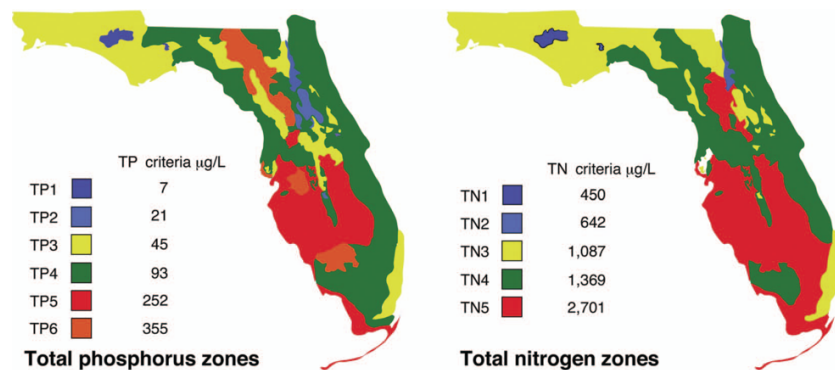 TP criteria µg/L
TP1 7
TP2 21
TP3 45
TP4 93
TP5 252
TP6 355
Total phosphorus zones
TN criteria µg/L
TN1 450
TN2 642
TN3 1,087
TN4 1,369
TN5 2,701
Total nitrogen zones